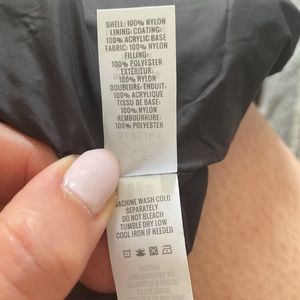 SHELL: 100% NYLON
LINING: COATING:
100% ACRYLIC BASE
FABRIC: 100% NYLON
FILLING:
100% POLYESTER
EXTÉRIEUR:
100% NYLON
DOUBLURE: ENDUIT:
100% ACRYLIQUE
TISSU DE BASE:
100% NYLON
REMBOURRURE:
100% POLYESTER
MACHINE WASH COLD
SEPARATELY
DO NOT BLEACH
TUMBLE DRY LOW
COOL IRON IF NEEDED